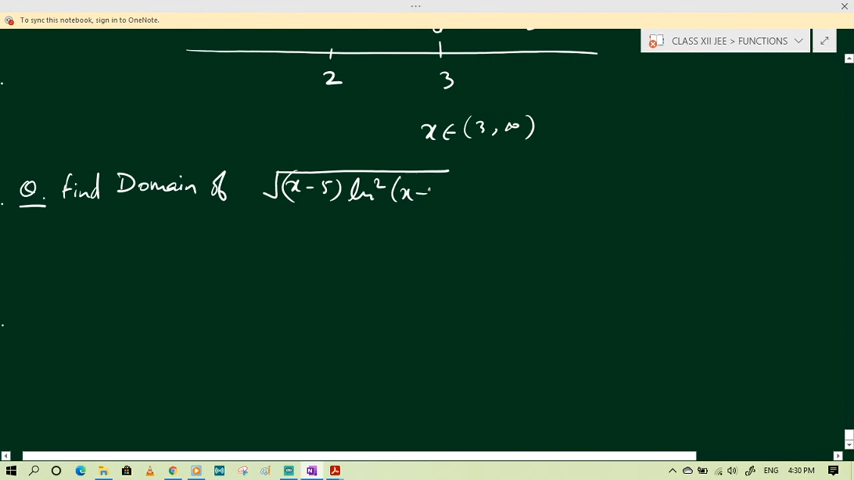 To sync this notebook, sign in to OneNote.
CLASS XII JEE > FUNCTIONS
2 3
x ∈ (3, ∞)
Q. Find Domain of √(x-5) ln² (x-
ENG 4:30 PM